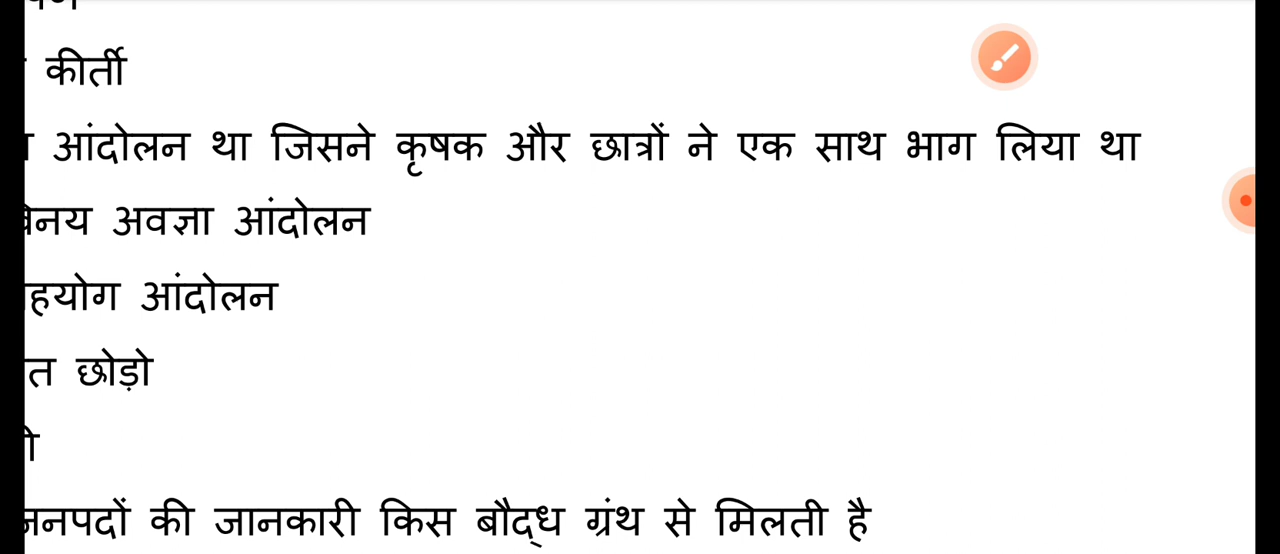 कीर्ती
आंदोलन था जिसने कृषक और छात्रों ने एक साथ भाग लिया था
अवज्ञा आंदोलन
आंदोलन
छोड़ो
की जानकारी किस बौद्ध ग्रंथ से मिलती है